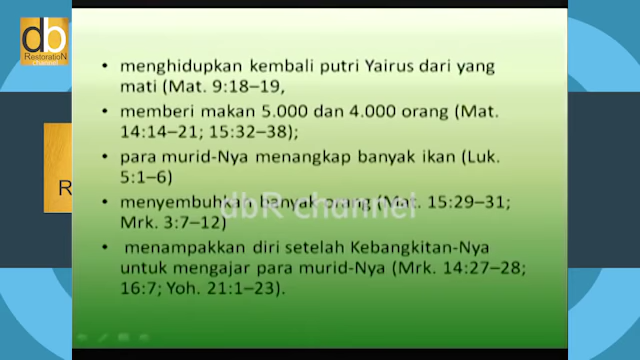 db
RestoratioN
Channel
• menghidupkan kembali putri Yairus dari yang
mati (Mat. 9:18–19,
• memberi makan 5.000 dan 4.000 orang (Mat.
14:14–21; 15:32–38);
• para murid-Nya menangkap banyak ikan (Luk.
5:1–6)
• menyembuhkan banyak orang (Mat. 15:29–31;
Mrk. 3:7–12)
dbR channel
• menampakkan diri setelah Kebangkitan-Nya
untuk mengajar para murid-Nya (Mrk. 14:27–28;
16:7; Yoh. 21:1–23).
R